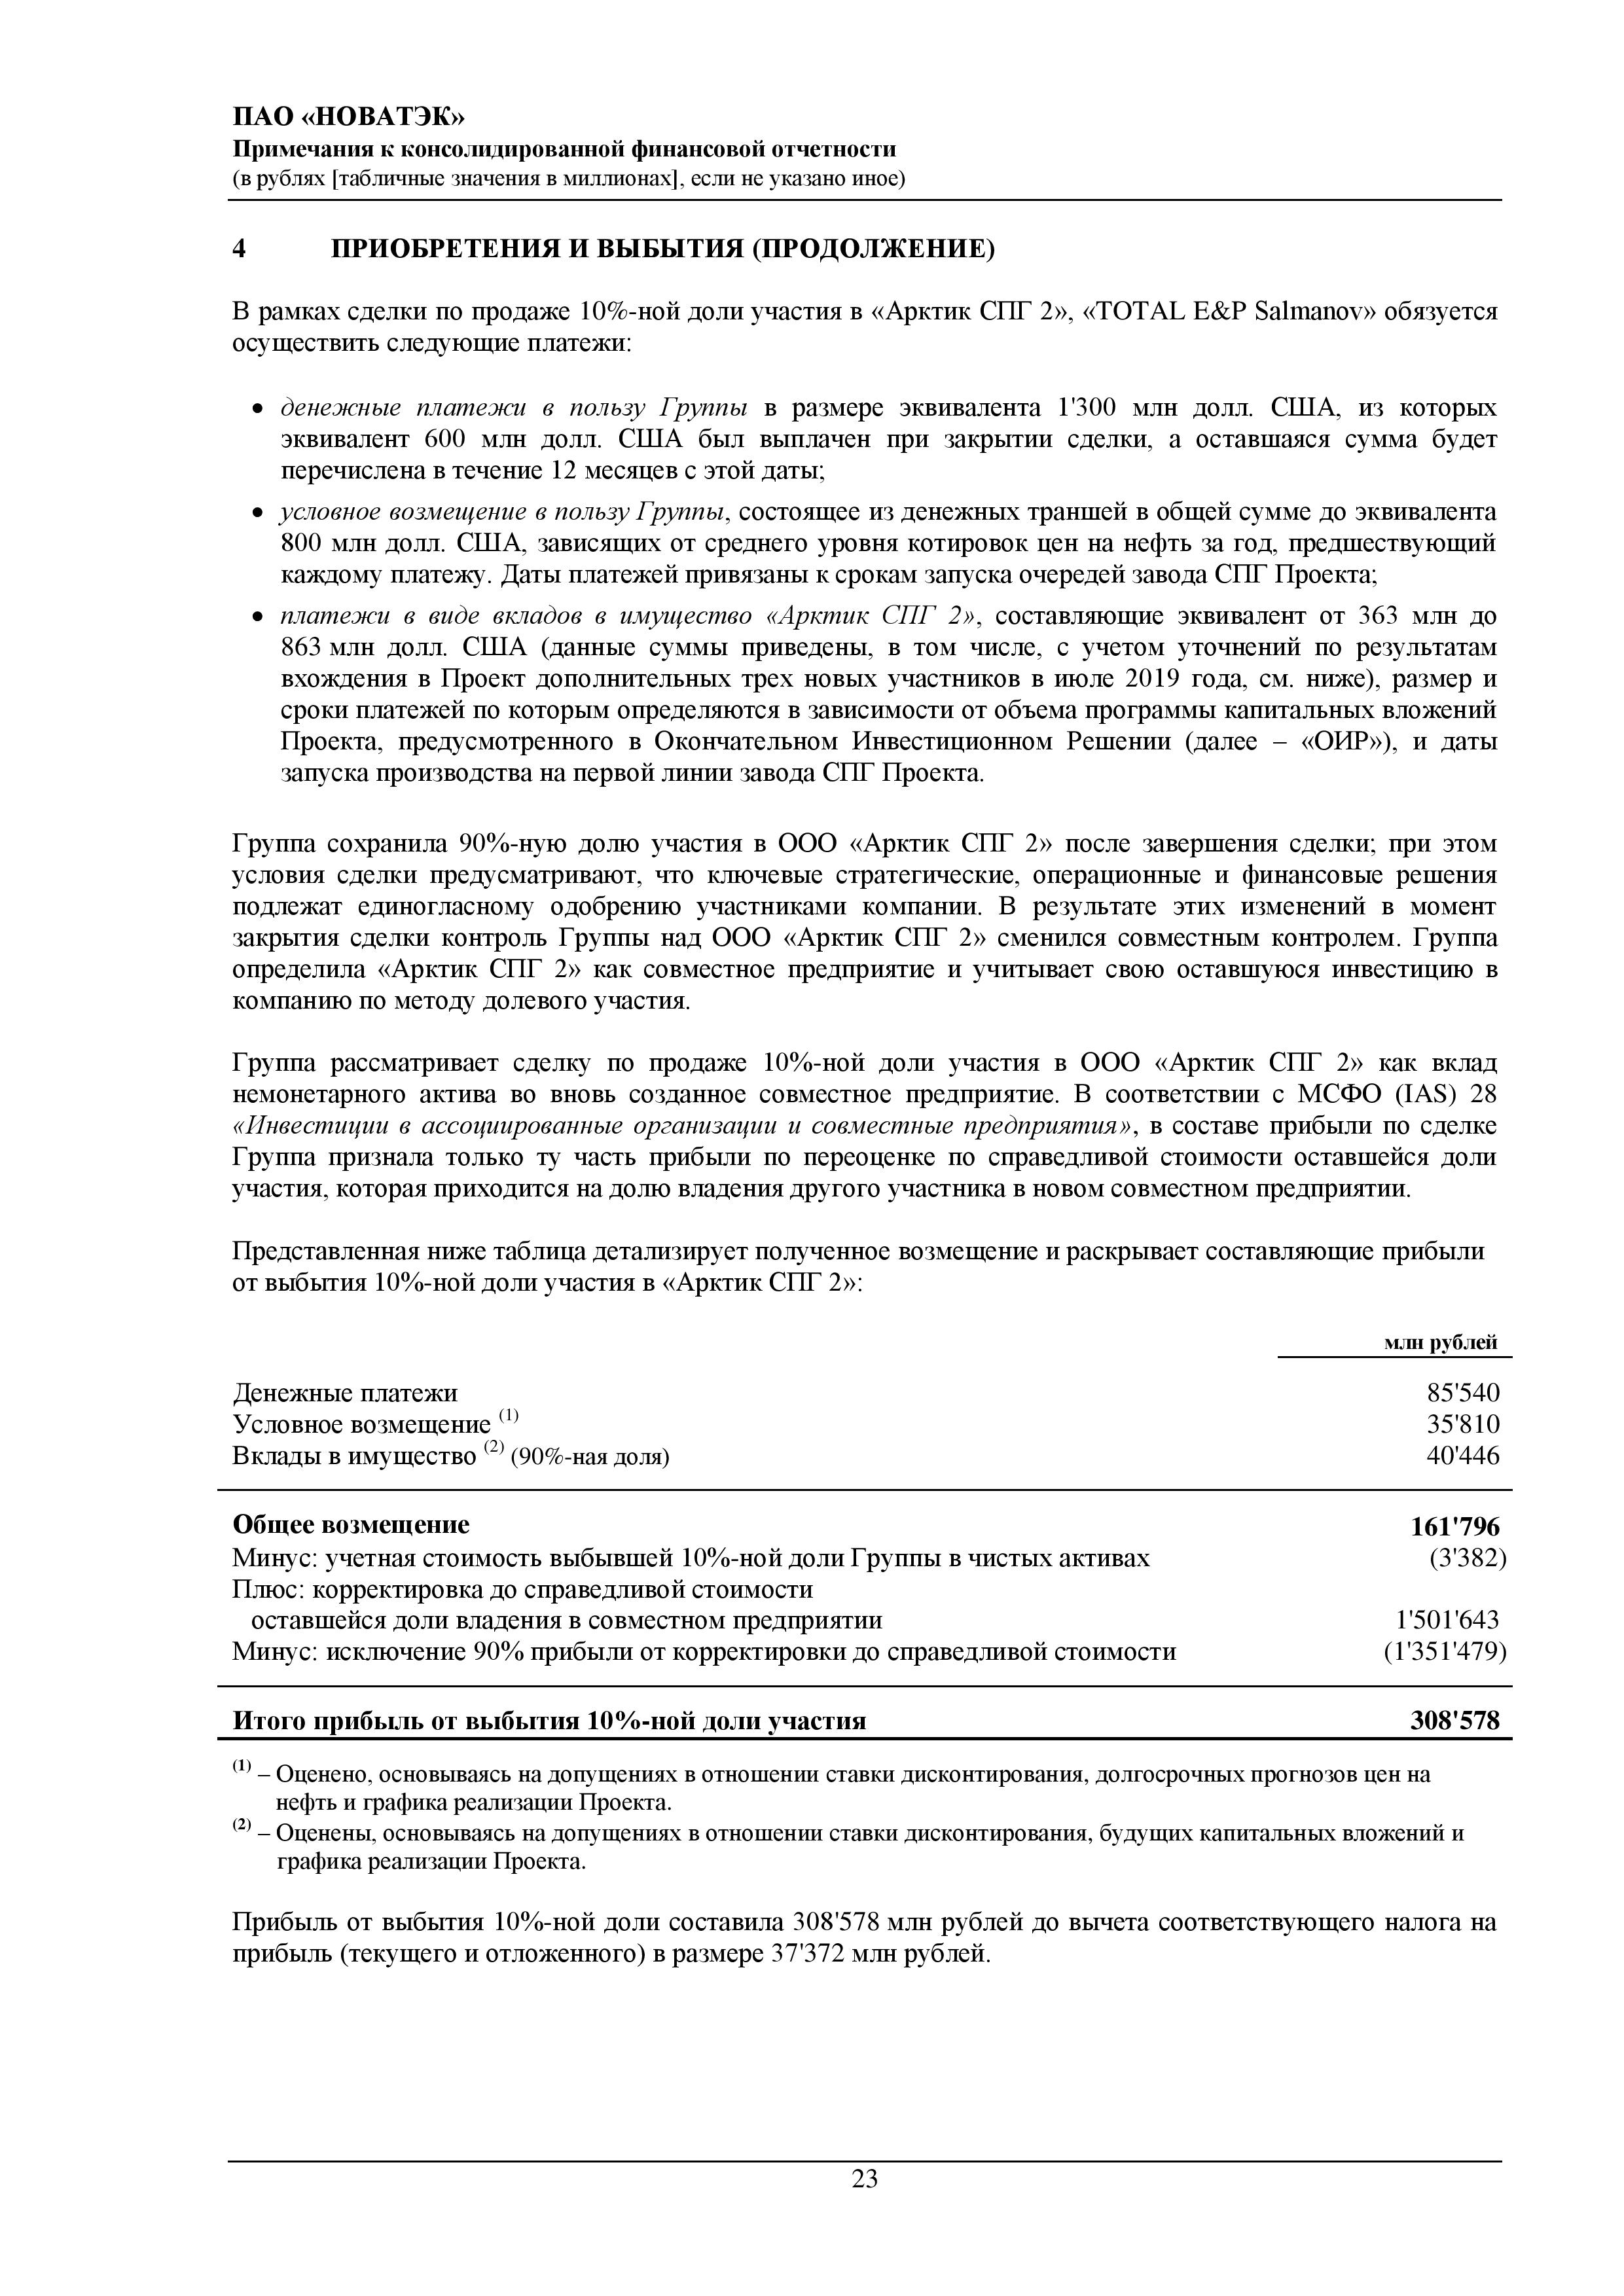 ПАО «НОВАТЭК»
Примечания к консолидированной финансовой отчетности
(в рублях [табличные значения в миллионах], если не указано иное)
4 ПРИОБРЕТЕНИЯ И ВЫБЫТИЯ (ПРОДОЛЖЕНИЕ)
В рамках сделки по продаже 10%-ной доли участия в «Арктик СПГ 2», «TOTAL E&P Salmanov» обязуется
осуществить следующие платежи:
• денежные платежи в пользу Группы в размере эквивалента 1'300 млн долл. США, из которых
эквивалент 600 млн долл. США был выплачен при закрытии сделки, а оставшаяся сумма будет
перечислена в течение 12 месяцев с этой даты;
• условное возмещение в пользу Группы, состоящее из денежных траншей в общей сумме до эквивалента
800 млн долл. США, зависящих от среднего уровня котировок цен на нефть за год, предшествующий
каждому платежу. Даты платежей привязаны к срокам запуска очередей завода СПГ Проекта;
• платежи в виде вкладов в имущество «Арктик СПГ 2», составляющие эквивалент от 363 млн до
863 млн долл. США (данные суммы приведены, в том числе, с учетом уточнений по результатам
вхождения в Проект дополнительных трех новых участников в июле 2019 года, см. ниже), размер и
сроки платежей по которым определяются в зависимости от объема программы капитальных вложений
Проекта, предусмотренного в Окончательном Инвестиционном Решении (далее – «ОИР»), и даты
запуска производства на первой линии завода СПГ Проекта.
Группа сохранила 90%-ную долю участия в ООО «Арктик СПГ 2» после завершения сделки; при этом
условия сделки предусматривают, что ключевые стратегические, операционные и финансовые решения
подлежат единогласному одобрению участниками компании. В результате этих изменений в момент
закрытия сделки контроль Группы над ООО «Арктик СПГ 2» сменился совместным контролем. Группа
определила «Арктик СПГ 2» как совместное предприятие и учитывает свою оставшуюся инвестицию в
компанию по методу долевого участия.
Группа рассматривает сделку по продаже 10%-ной доли участия в ООО «Арктик СПГ 2» как вклад
немонетарного актива во вновь созданное совместное предприятие. В соответствии с МСФО (IAS) 28
«Инвестиции в ассоциированные организации и совместные предприятия», в составе прибыли по сделке
Группа признала только ту часть прибыли по переоценке по справедливой стоимости оставшейся доли
участия, которая приходится на долю владения другого участника в новом совместном предприятии.
Представленная ниже таблица детализирует полученное возмещение и раскрывает составляющие прибыли
от выбытия 10%-ной доли участия в «Арктик СПГ 2»:
млн рублей
Денежные платежи 85'540
Условное возмещение (1) 35'810
Вклады в имущество (2) (90%-ная доля) 40'446
Общее возмещение 161'796
Минус: учетная стоимость выбывшей 10%-ной доли Группы в чистых активах (3'382)
Плюс: корректировка до справедливой стоимости
оставшейся доли владения в совместном предприятии 1'501'643
Минус: исключение 90% прибыли от корректировки до справедливой стоимости (1'351'479)
Итого прибыль от выбытия 10%-ной доли участия 308'578
(1) – Оценено, основываясь на допущениях в отношении ставки дисконтирования, долгосрочных прогнозов цен на
нефть и графика реализации Проекта.
(2) – Оценены, основываясь на допущениях в отношении ставки дисконтирования, будущих капитальных вложений и
графика реализации Проекта.
Прибыль от выбытия 10%-ной доли составила 308'578 млн рублей до вычета соответствующего налога на
прибыль (текущего и отложенного) в размере 37'372 млн рублей.
23